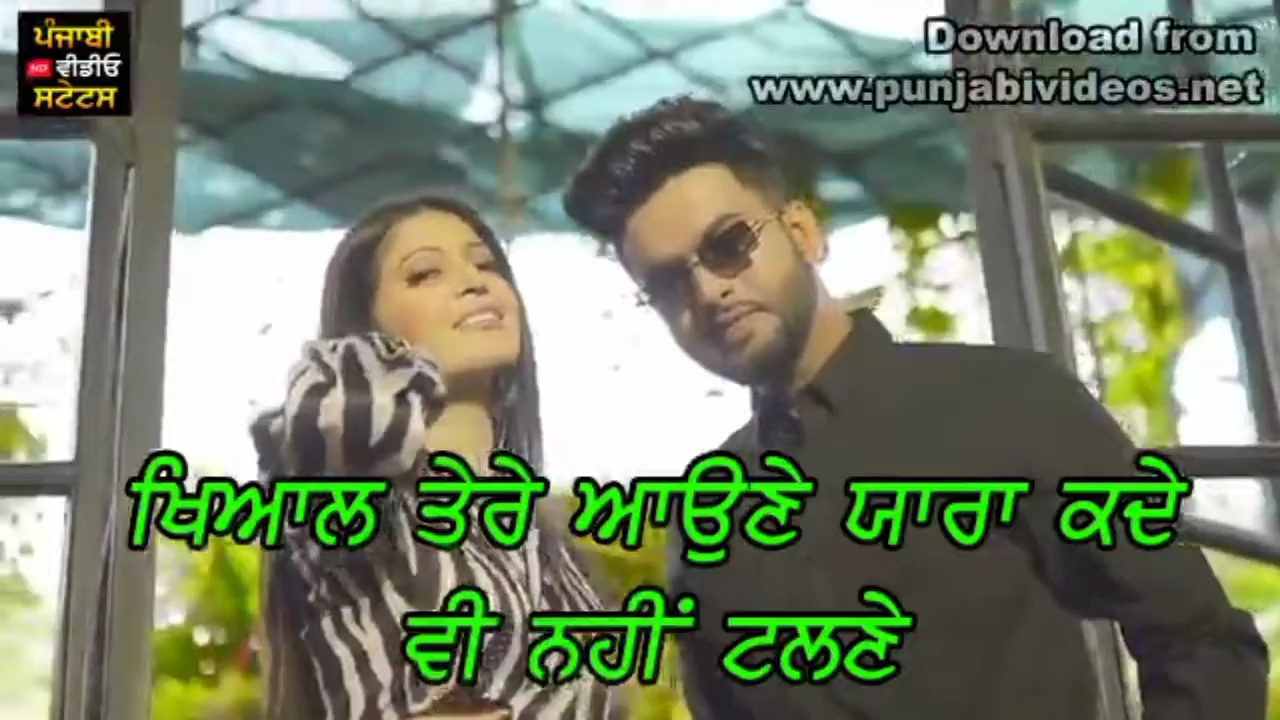 ਪੰਜਾਬੀ
HD ਵੀਡੀਓ
ਸਟੇਟਸ
Download from
www.punjabivideos.net
ਖਿਆਲ ਤੇਰੇ ਆਉਣੇ ਯਾਰਾ ਕਦੇ
ਵੀ ਨਹੀਂ ਟਲਣੇ